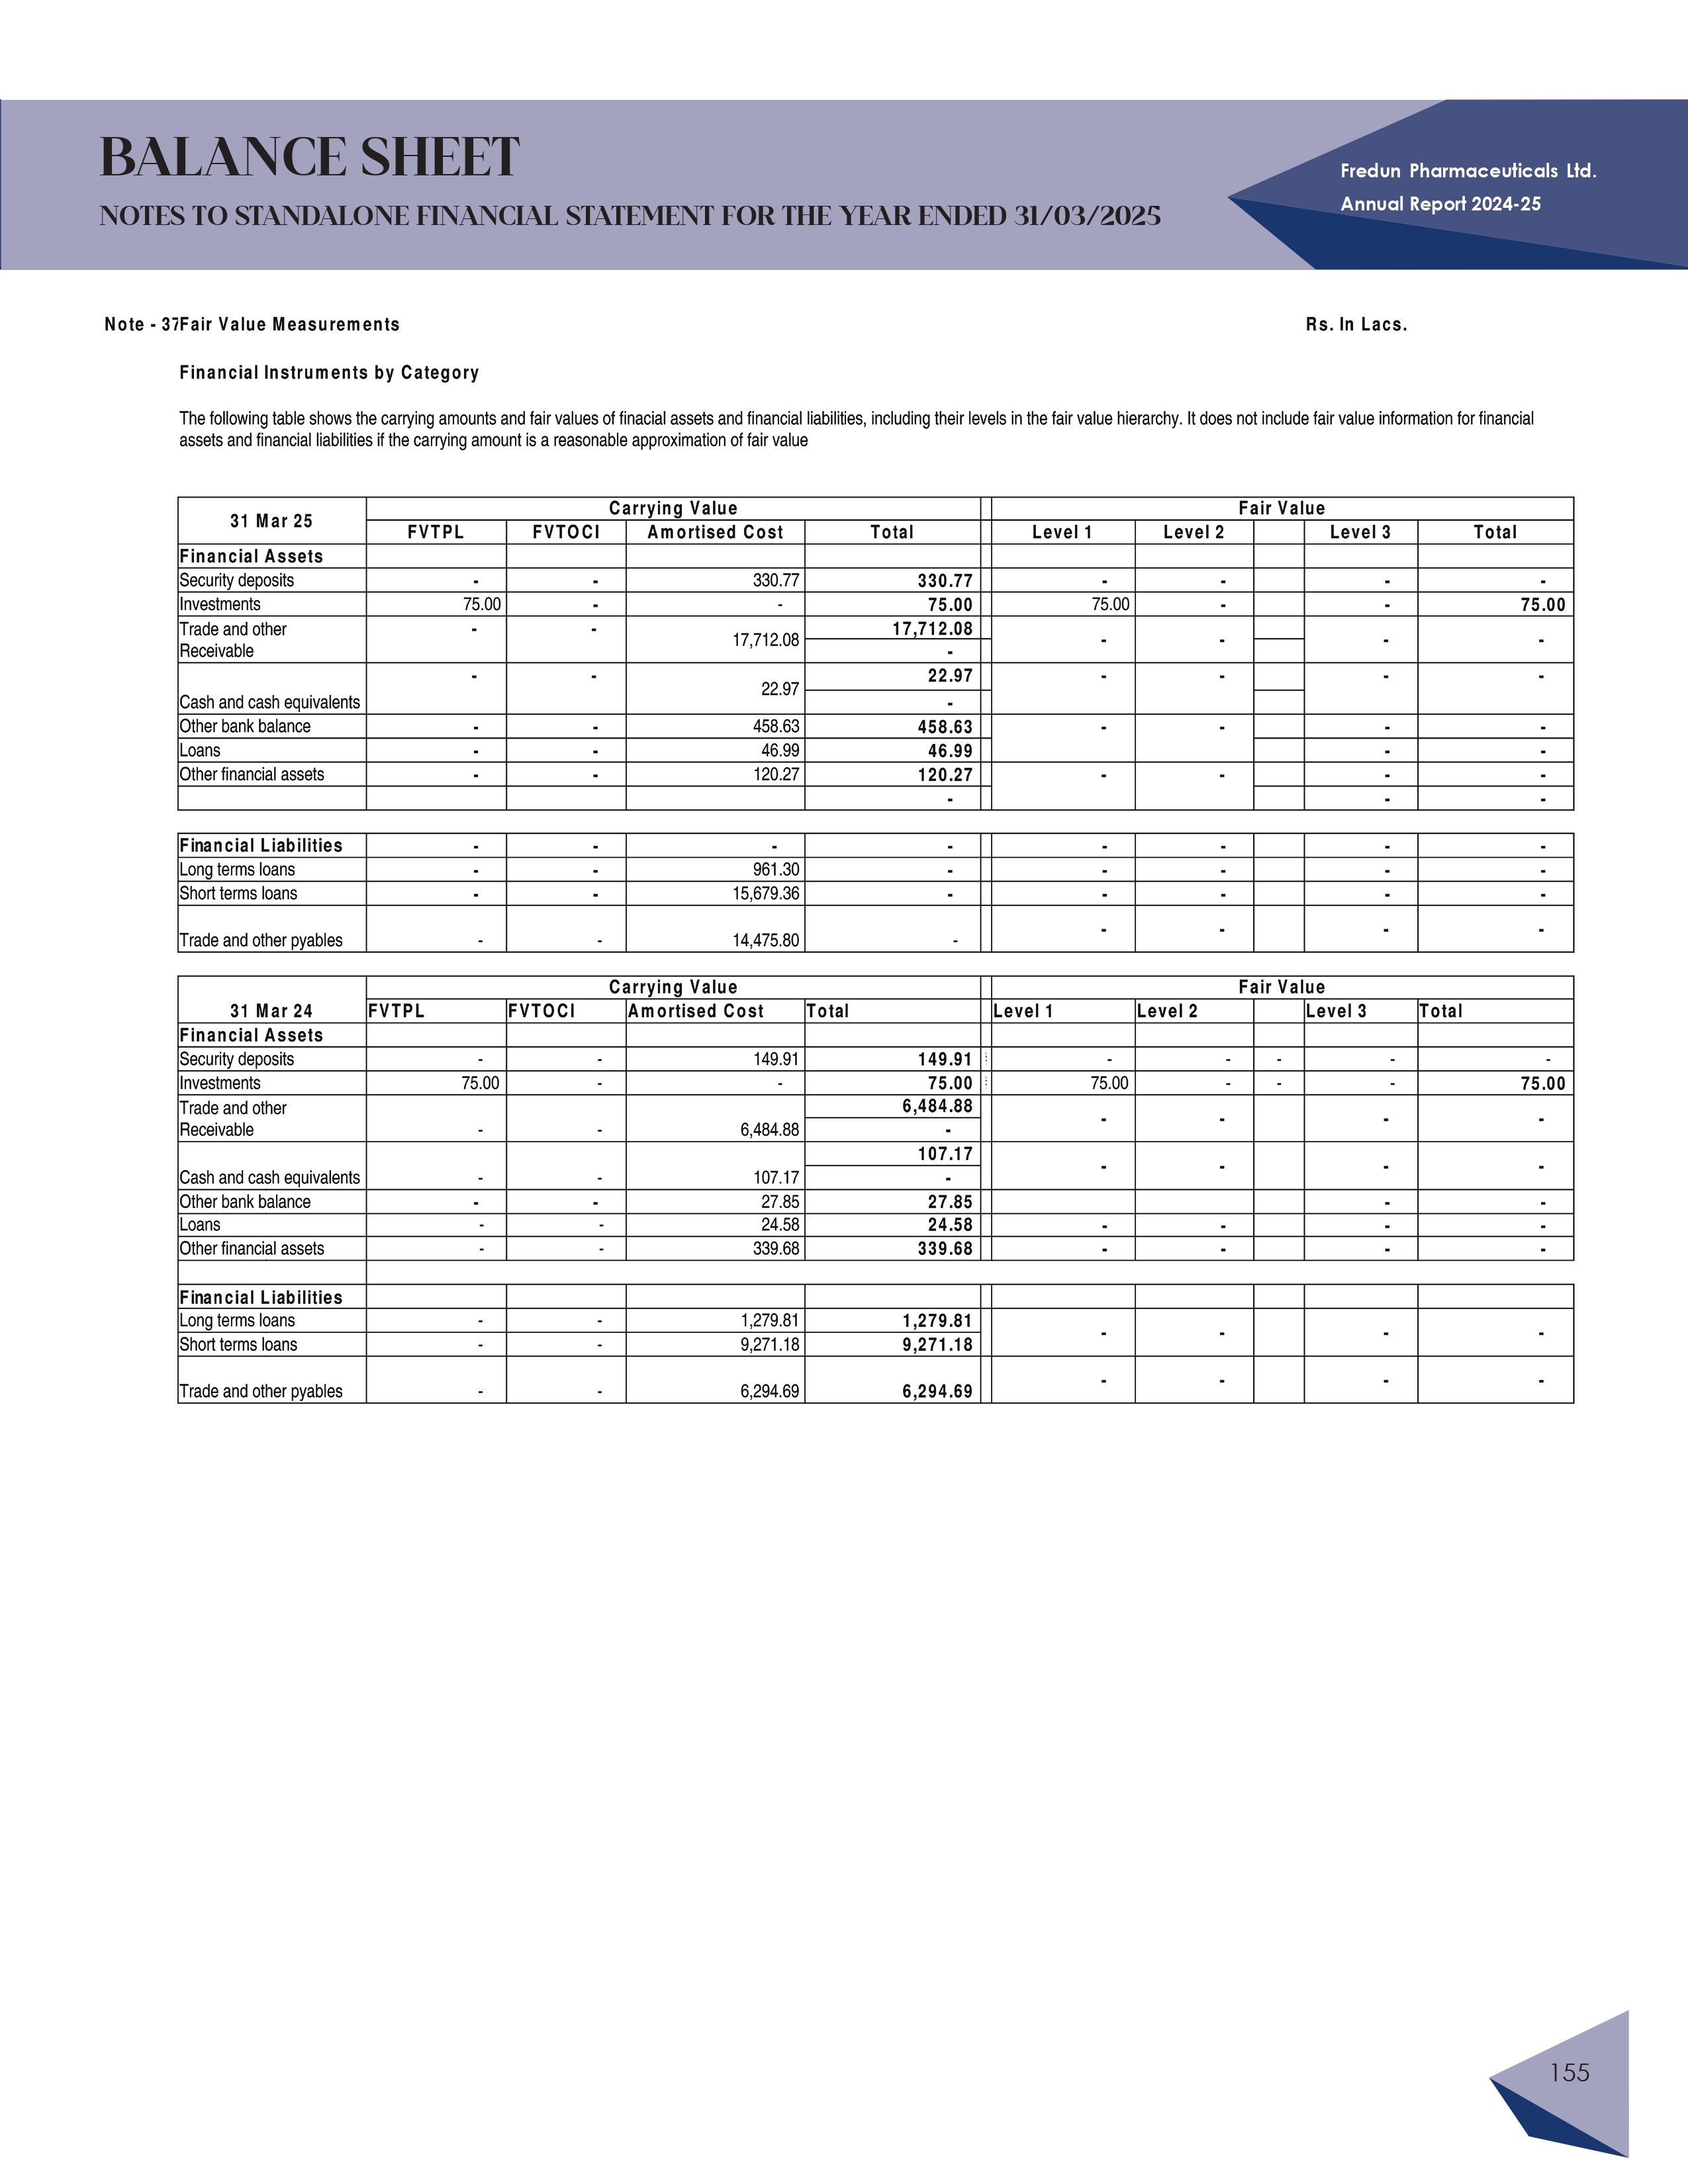 BALANCE SHEET
NOTES TO STANDALONE FINANCIAL STATEMENT FOR THE YEAR ENDED 31/03/2025
Fredun Pharmaceuticals Ltd.
Annual Report 2024-25
Note - 37Fair Value Measurements Rs. In Lacs.
Financial Instruments by Category
The following table shows the carrying amounts and fair values of finacial assets and financial liabilities, including their levels in the fair value hierarchy. It does not include fair value information for financial
assets and financial liabilities if the carrying amount is a reasonable approximation of fair value
31 Mar 25 Carrying Value Fair Value
FVTPL FVTOCI Amortised Cost Total Level 1 Level 2 Level 3 Total
Financial Assets
Security deposits - - 330.77 330.77 - - - -
Investments 75.00 - - 75.00 75.00 - - 75.00
Trade and other
Receivable - - 17,712.08 17,712.08 - - - - -
Cash and cash equivalents - - 22.97 22.97 - - - - -
Other bank balance - - 458.63 458.63 - - - -
Loans - - 46.99 46.99 - -
Other financial assets - - 120.27 120.27 - - - -
- - -
Financial Liabilities - - - - - - - -
Long terms loans - - 961.30 - - - - -
Short terms loans - - 15,679.36 - - - - -
Trade and other pyables - - 14,475.80 - - - - -
31 Mar 24 Carrying Value Fair Value
FVTPL FVTOCI Amortised Cost Total Level 1 Level 2 Level 3 Total
Financial Assets
Security deposits - - 149.91 149.91 - - - - -
Investments 75.00 - - 75.00 75.00 - - - 75.00
Trade and other
Receivable - - 6,484.88 6,484.88 - - - - -
Cash and cash equivalents - - 107.17 107.17 - - - - -
Other bank balance - - 27.85 27.85 - -
Loans - - 24.58 24.58 - - - -
Other financial assets - - 339.68 339.68 - - - -
Financial Liabilities
Long terms loans - - 1,279.81 1,279.81 - - - -
Short terms loans - - 9,271.18 9,271.18
Trade and other pyables - - 6,294.69 6,294.69 - - - -
155